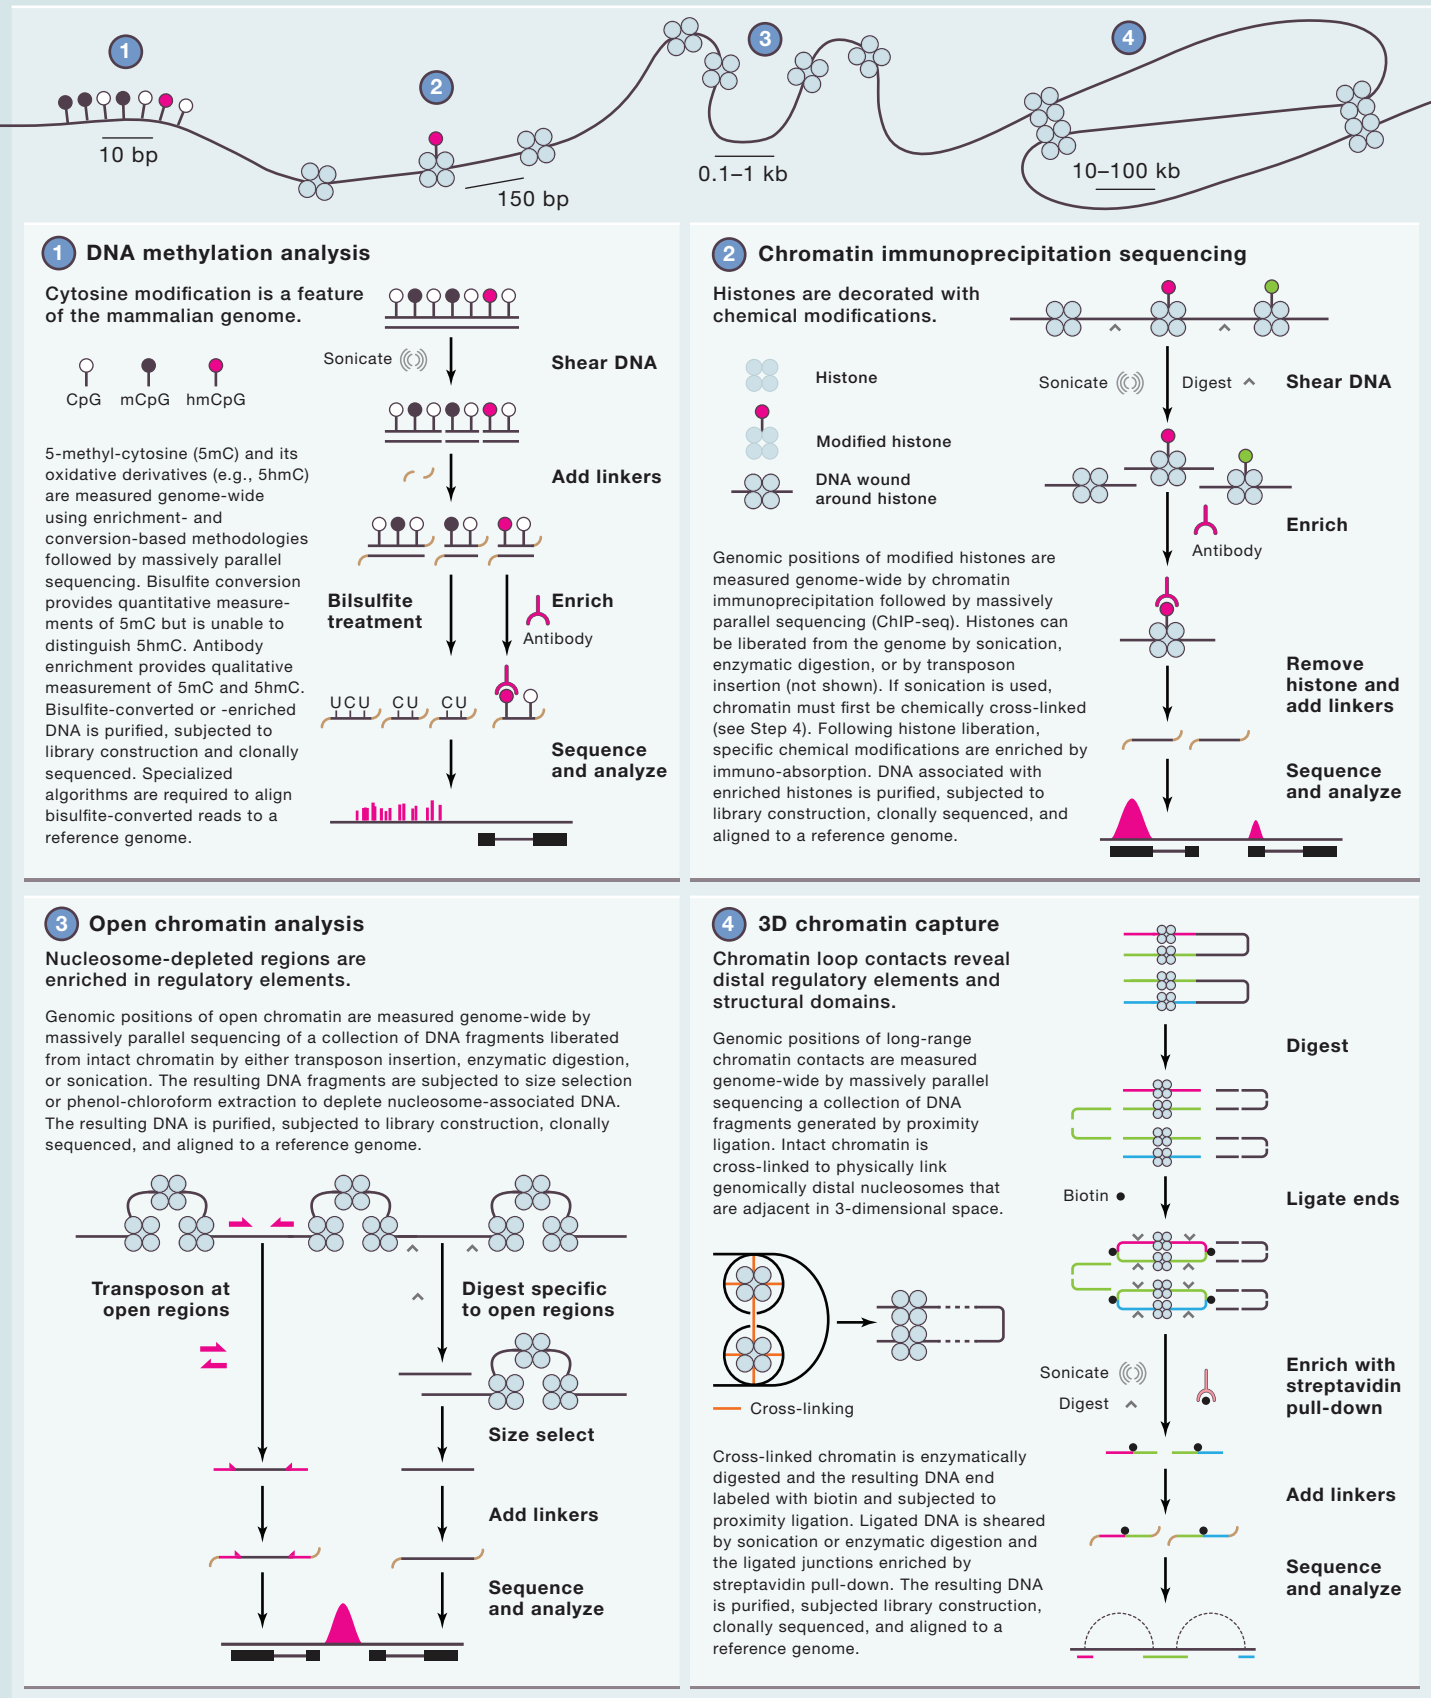 1
2
3
4
10 bp
150 bp
0.1–1 kb
10–100 kb
1 DNA methylation analysis
Cytosine modification is a feature
of the mammalian genome.
CpG mCpG hmCpG
5-methyl-cytosine (5mC) and its
oxidative derivatives (e.g., 5hmC)
are measured genome-wide
using enrichment- and
conversion-based methodologies
followed by massively parallel
sequencing. Bisulfite conversion
provides quantitative measure-
ments of 5mC but is unable to
distinguish 5hmC. Antibody
enrichment provides qualitative
measurement of 5mC and 5hmC.
Bisulfite-converted or -enriched
DNA is purified, subjected to
library construction and clonally
sequenced. Specialized
algorithms are required to align
bisulfite-converted reads to a
reference genome.
Sonicate
Shear DNA
Add linkers
Bilsulfite
treatment
Enrich
Antibody
UCU CU CU
Sequence
and analyze
2 Chromatin immunoprecipitation sequencing
Histones are decorated with
chemical modifications.
Histone
Modified histone
DNA wound
around histone
Genomic positions of modified histones are
measured genome-wide by chromatin
immunoprecipitation followed by massively
parallel sequencing (ChIP-seq). Histones can
be liberated from the genome by sonication,
enzymatic digestion, or by transposon
insertion (not shown). If sonication is used,
chromatin must first be chemically cross-linked
(see Step 4). Following histone liberation,
specific chemical modifications are enriched by
immuno-absorption. DNA associated with
enriched histones is purified, subjected to
library construction, clonally sequenced, and
aligned to a reference genome.
Sonicate
Digest
Shear DNA
Enrich
Antibody
Remove
histone and
add linkers
Sequence
and analyze
3 Open chromatin analysis
Nucleosome-depleted regions are
enriched in regulatory elements.
Genomic positions of open chromatin are measured genome-wide by
massively parallel sequencing of a collection of DNA fragments liberated
from intact chromatin by either transposon insertion, enzymatic digestion,
or sonication. The resulting DNA fragments are subjected to size selection
or phenol-chloroform extraction to deplete nucleosome-associated DNA.
The resulting DNA is purified, subjected to library construction, clonally
sequenced, and aligned to a reference genome.
Transposon at
open regions
Digest specific
to open regions
Size select
Add linkers
Sequence
and analyze
4 3D chromatin capture
Chromatin loop contacts reveal
distal regulatory elements and
structural domains.
Genomic positions of long-range
chromatin contacts are measured
genome-wide by massively parallel
sequencing a collection of DNA
fragments generated by proximity
ligation. Intact chromatin is
cross-linked to physically link
genomically distal nucleosomes that
are adjacent in 3-dimensional space.
Cross-linking
Cross-linked chromatin is enzymatically
digested and the resulting DNA end
labeled with biotin and subjected to
proximity ligation. Ligated DNA is sheared
by sonication or enzymatic digestion and
the ligated junctions enriched by
streptavidin pull-down. The resulting DNA
is purified, subjected library construction,
clonally sequenced, and aligned to a
reference genome.
Digest
Biotin
Ligate ends
Sonicate
Digest
Enrich with
streptavidin
pull-down
Add linkers
Sequence
and analyze